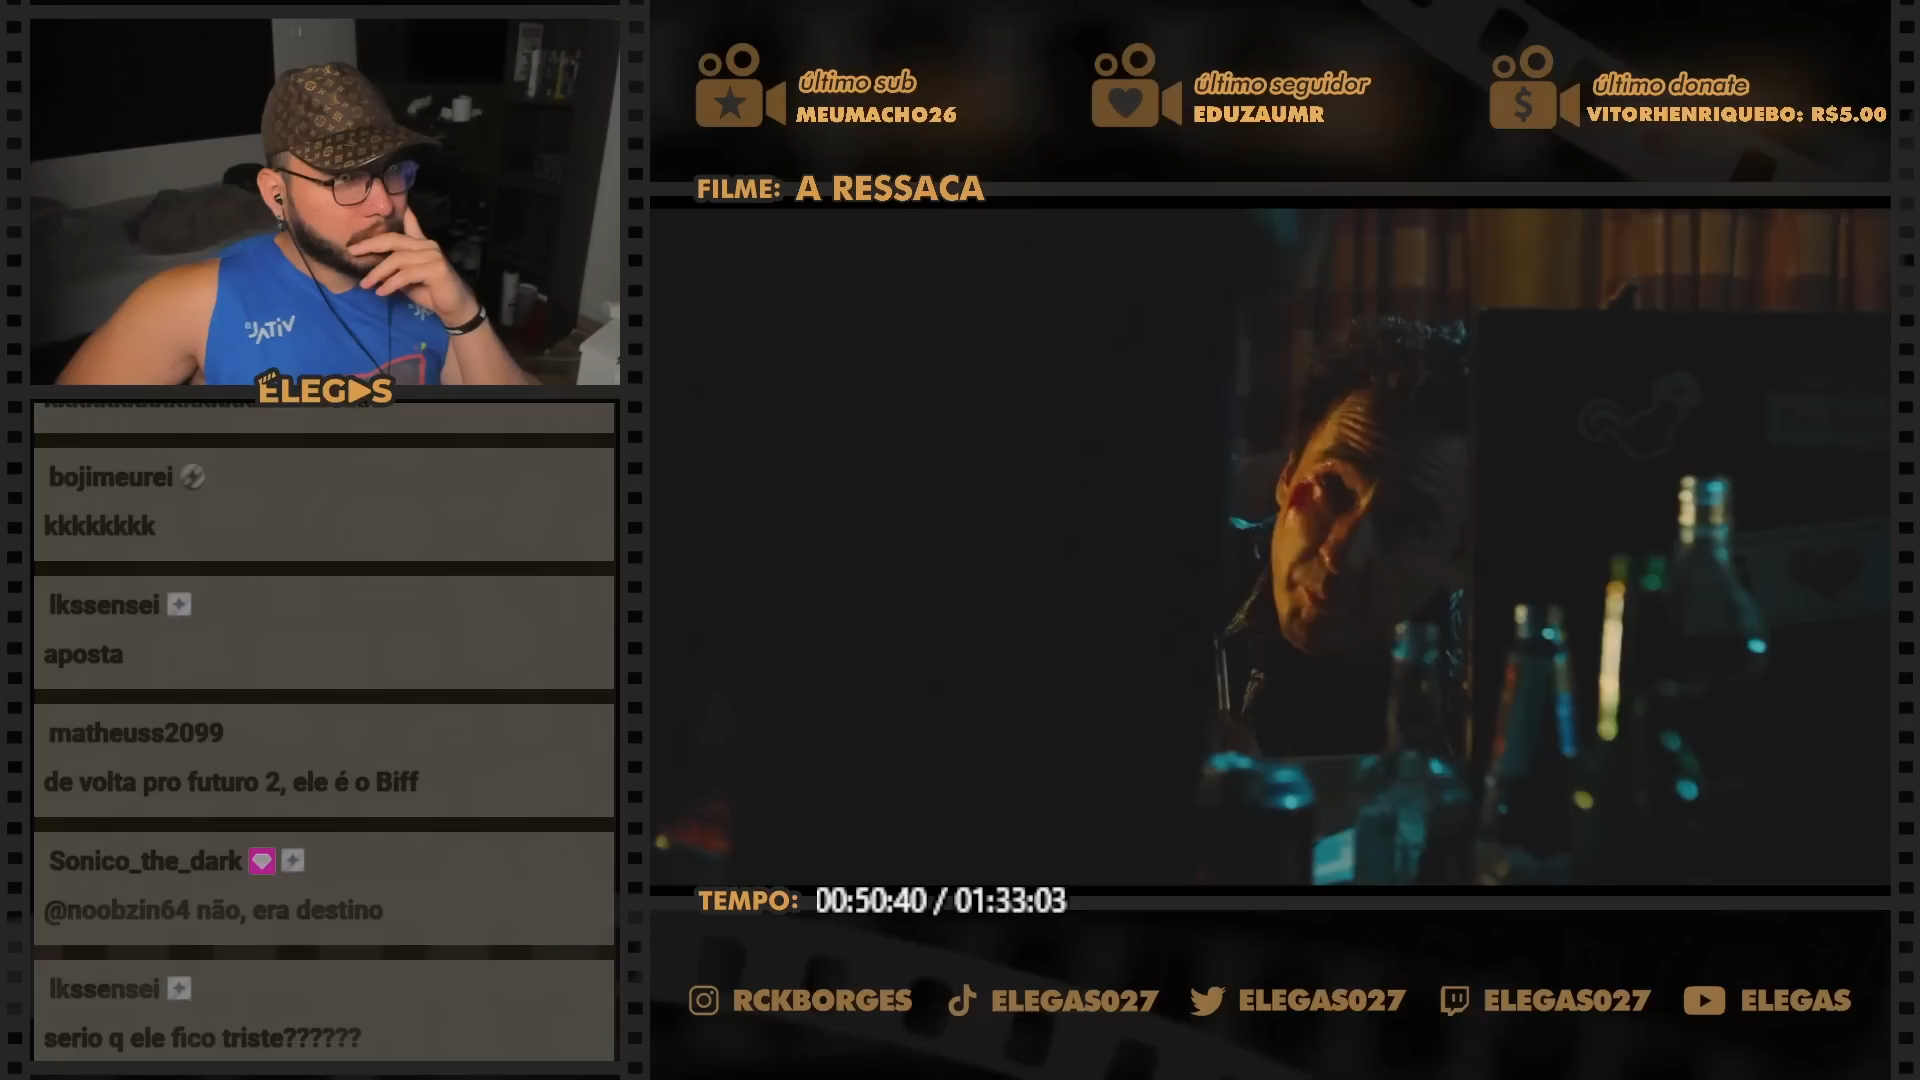 último sub
MEUMACHO26
último seguidor
EDUZAUMR
último donate
VITORHENRIQUEBO: R$5.00
FILME: A RESSACA
JATIV
ELEGAS
bojimeurei
kkkkkkkk
lkssensei
aposta
matheuss2099
de volta pro futuro 2, ele é o Biff
Sonico_the_dark
@noobzin64 não, era destino
lkssensei
serio q ele fico triste??????
TEMPO: 00:50:40 / 01:33:03
RCKBORGES
ELEGAS027
ELEGAS027
ELEGAS027
ELEGAS